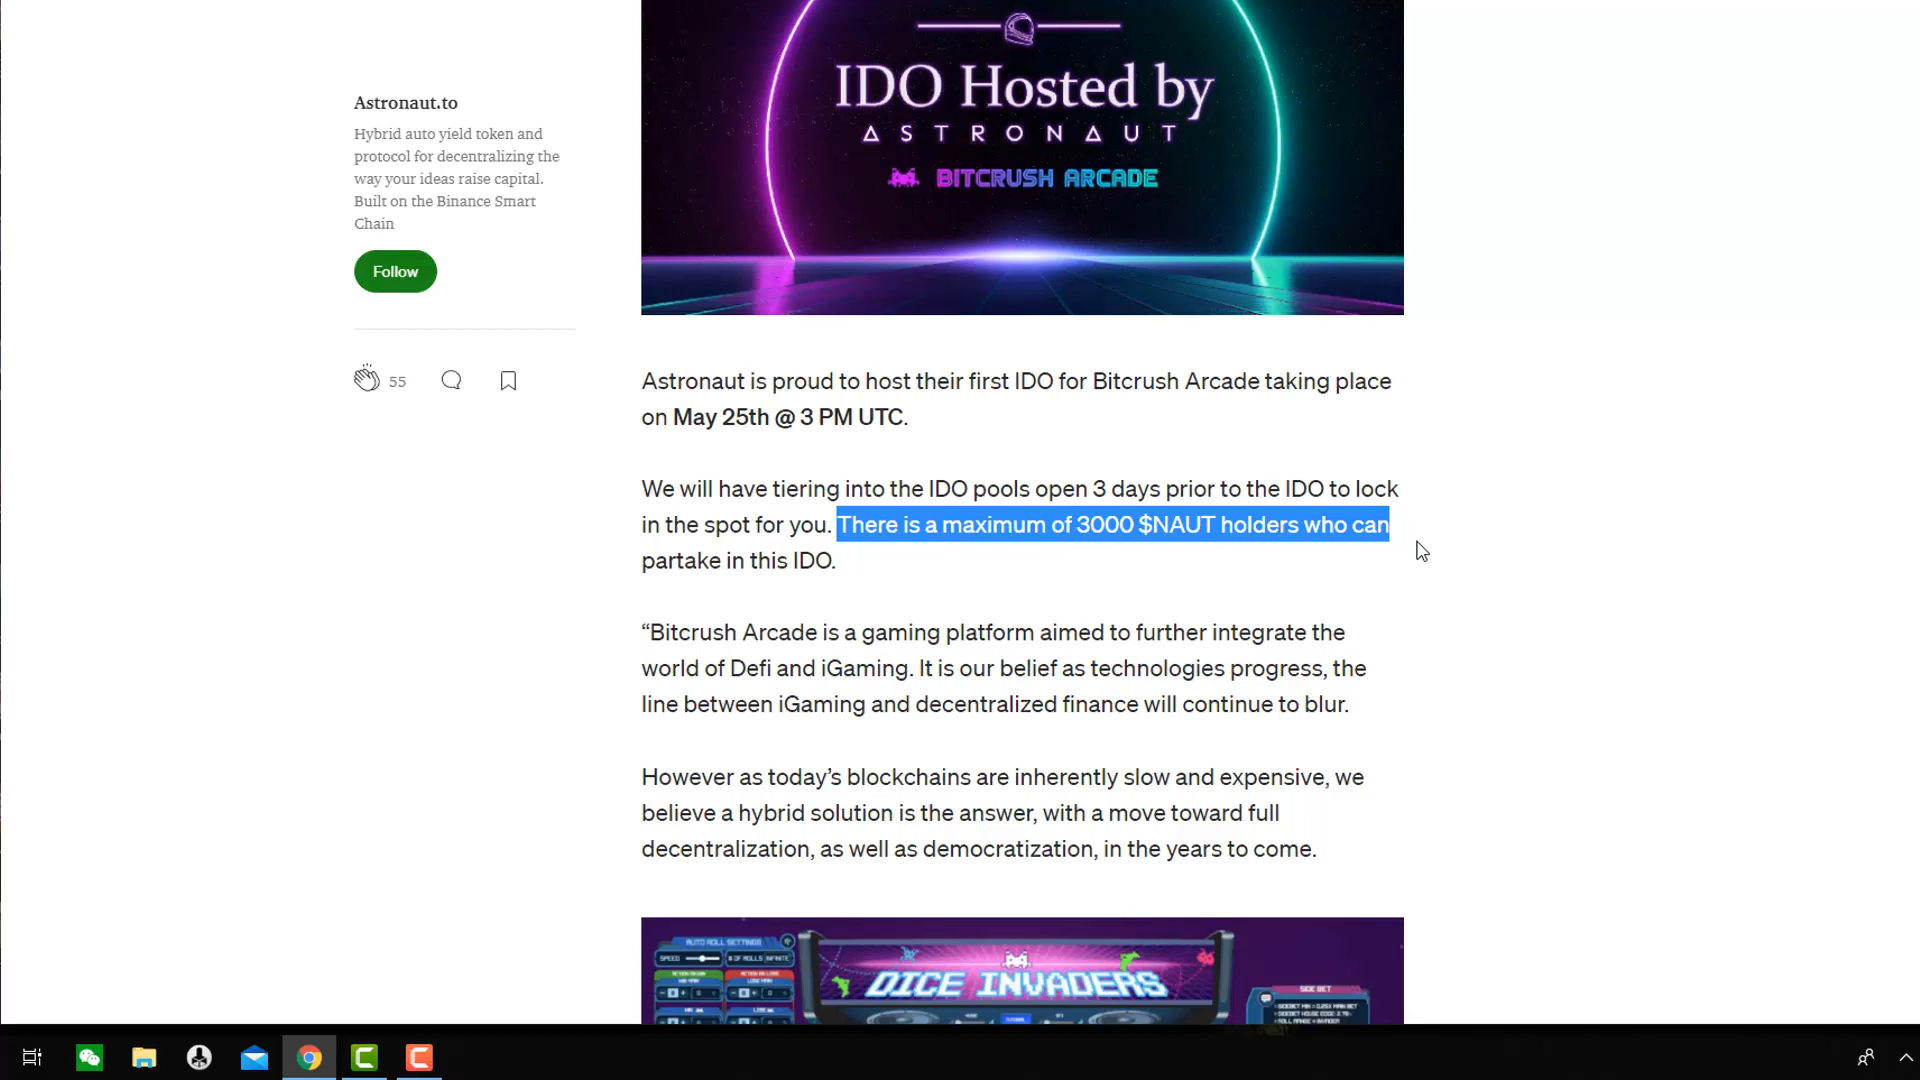 IDO Hosted by
ASTRONAUT
BITCRUSH ARCADE
Astronaut.to
Hybrid auto yield token and
protocol for decentralizing the
way your ideas raise capital.
Built on the Binance Smart
Chain
Follow
55
Astronaut is proud to host their first IDO for Bitcrush Arcade taking place
on May 25th @ 3 PM UTC.
We will have tiering into the IDO pools open 3 days prior to the IDO to lock
in the spot for you. There is a maximum of 3000 $NAUT holders who can
partake in this IDO.
“Bitcrush Arcade is a gaming platform aimed to further integrate the
world of Defi and iGaming. It is our belief as technologies progress, the
line between iGaming and decentralized finance will continue to blur.
However as today’s blockchains are inherently slow and expensive, we
believe a hybrid solution is the answer, with a move toward full
decentralization, as well as democratization, in the years to come.
AUTO ROLL SETTINGS
SPEED
# OF ROLLS INFINITE
DICE INVADERS
SIDE BET